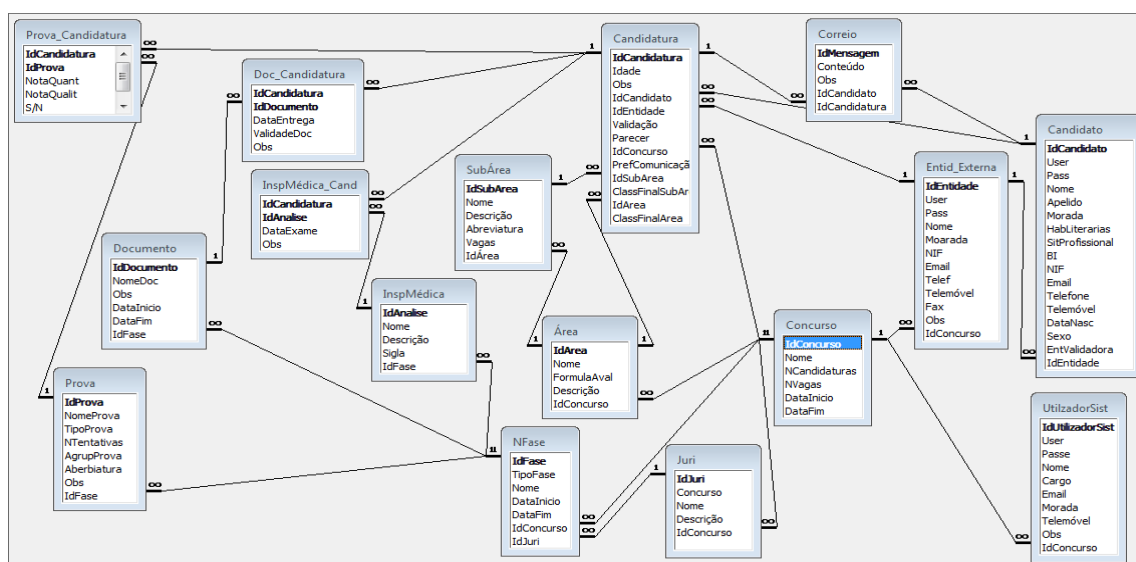 Prova_Candidatura
IdCandidatura
IdProva
NotaQuant
NotaQualit
S/N
Doc_Candidatura
IdCandidatura
IdDocumento
DataEntrega
ValidadeDoc
Obs
InspMédica_Cand
IdCandidatura
IdAnalise
DataExame
Obs
Documento
IdDocumento
NomeDoc
Obs
DataInicio
DataFim
IdFase
Prova
IdProva
NomeProva
TipoProva
NTentativas
AgrupProva
Aberbiatura
Obs
IdFase
InspMédica
IdAnalise
Nome
Descrição
Sigla
IdFase
SubÁrea
IdSubArea
Nome
Descrição
Abreviatura
Vagas
IdÁrea
Candidatura
IdCandidatura
Idade
Obs
IdCandidato
IdEntidade
Validação
Parecer
IdConcurso
PrefComunicaçã
IdSubArea
ClassFinalSubAr
IdArea
ClassFinalArea
Correio
IdMensagem
Conteúdo
Obs
IdCandidato
IdCandidatura
Entid_Externa
IdEntidade
User
Pass
Nome
Moarada
NIF
Email
Telef
Telemóvel
Fax
Obs
IdConcurso
Candidato
IdCandidato
User
Pass
Nome
Apelido
Morada
HabLiterarias
SitProfissional
BI
NIF
Email
Telefone
Telemóvel
DataNasc
Sexo
EntValidadora
IdEntidade
Área
IdArea
Nome
FormulaAval
Descrição
IdConcurso
Concurso
IdConcurso
Nome
NCandidaturas
NVagas
DataInicio
DataFim
NFase
IdFase
TipoFase
Nome
DataInicio
DataFim
IdConcurso
IdJuri
Juri
IdJuri
Concurso
Nome
Descrição
IdConcurso
UtilzadorSist
IdUtilizadorSist
User
Passe
Nome
Cargo
Email
Morada
Telemóvel
Obs
IdConcurso